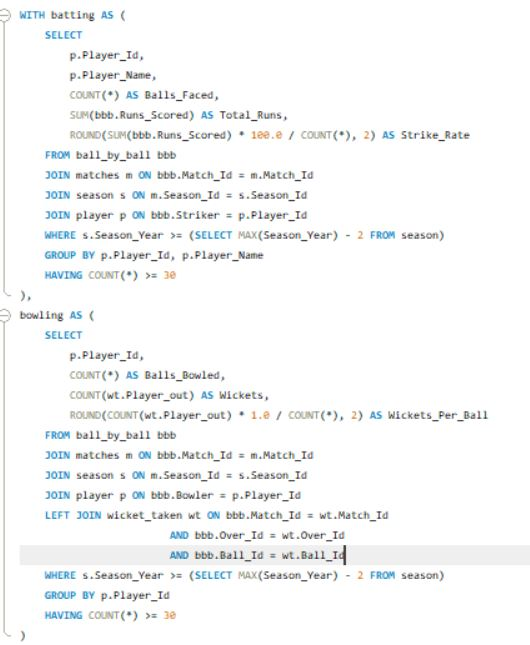 WITH batting AS (
SELECT
p.Player_Id,
p.Player_Name,
COUNT(*) AS Balls_Faced,
SUM(bbb.Runs_Scored) AS Total_Runs,
ROUND(SUM(bbb.Runs_Scored) * 100.0 / COUNT(*), 2) AS Strike_Rate
FROM ball_by_ball bbb
JOIN matches m ON bbb.Match_Id = m.Match_Id
JOIN season s ON m.Season_Id = s.Season_Id
JOIN player p ON bbb.Striker = p.Player_Id
WHERE s.Season_Year >= (SELECT MAX(Season_Year) - 2 FROM season)
GROUP BY p.Player_Id, p.Player_Name
HAVING COUNT(*) >= 30
),
bowling AS (
SELECT
p.Player_Id,
COUNT(*) AS Balls_Bowled,
COUNT(wt.Player_out) AS Wickets,
ROUND(COUNT(wt.Player_out) * 1.0 / COUNT(*), 2) AS Wickets_Per_Ball
FROM ball_by_ball bbb
JOIN matches m ON bbb.Match_Id = m.Match_Id
JOIN season s ON m.Season_Id = s.Season_Id
JOIN player p ON bbb.Bowler = p.Player_Id
LEFT JOIN wicket_taken wt ON bbb.Match_Id = wt.Match_Id
AND bbb.Over_Id = wt.Over_Id
AND bbb.Ball_Id = wt.Ball_Id
WHERE s.Season_Year >= (SELECT MAX(Season_Year) - 2 FROM season)
GROUP BY p.Player_Id
HAVING COUNT(*) >= 30
)